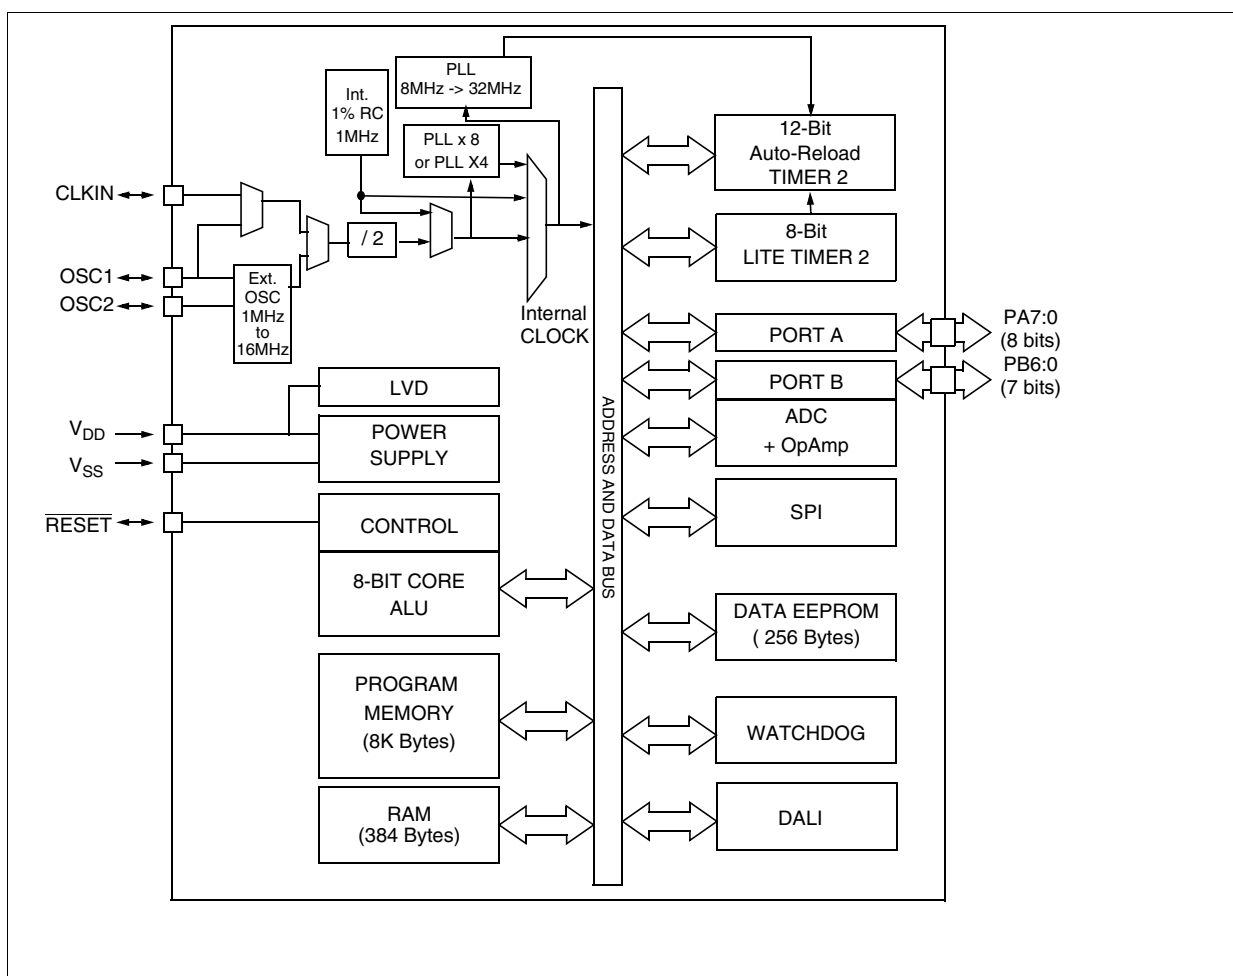 PLL
8MHz -> 32MHz
Int.
1% RC
1MHz
PLL x 8
or PLL X4
12-Bit
Auto-Reload
TIMER 2
CLKIN
/ 2
8-Bit
LITE TIMER 2
OSC1
OSC2
Ext.
OSC
1MHz
to
16MHz
Internal
CLOCK
PORT A
PA7:0
(8 bits)
PORT B
PB6:0
(7 bits)
LVD
ADC
+ OpAmp
VDD
VSS
POWER
SUPPLY
ADDRESS AND DATA BUS
RESET
CONTROL
SPI
8-BIT CORE
ALU
DATA EEPROM
( 256 Bytes)
PROGRAM
MEMORY
(8K Bytes)
WATCHDOG
RAM
(384 Bytes)
DALI